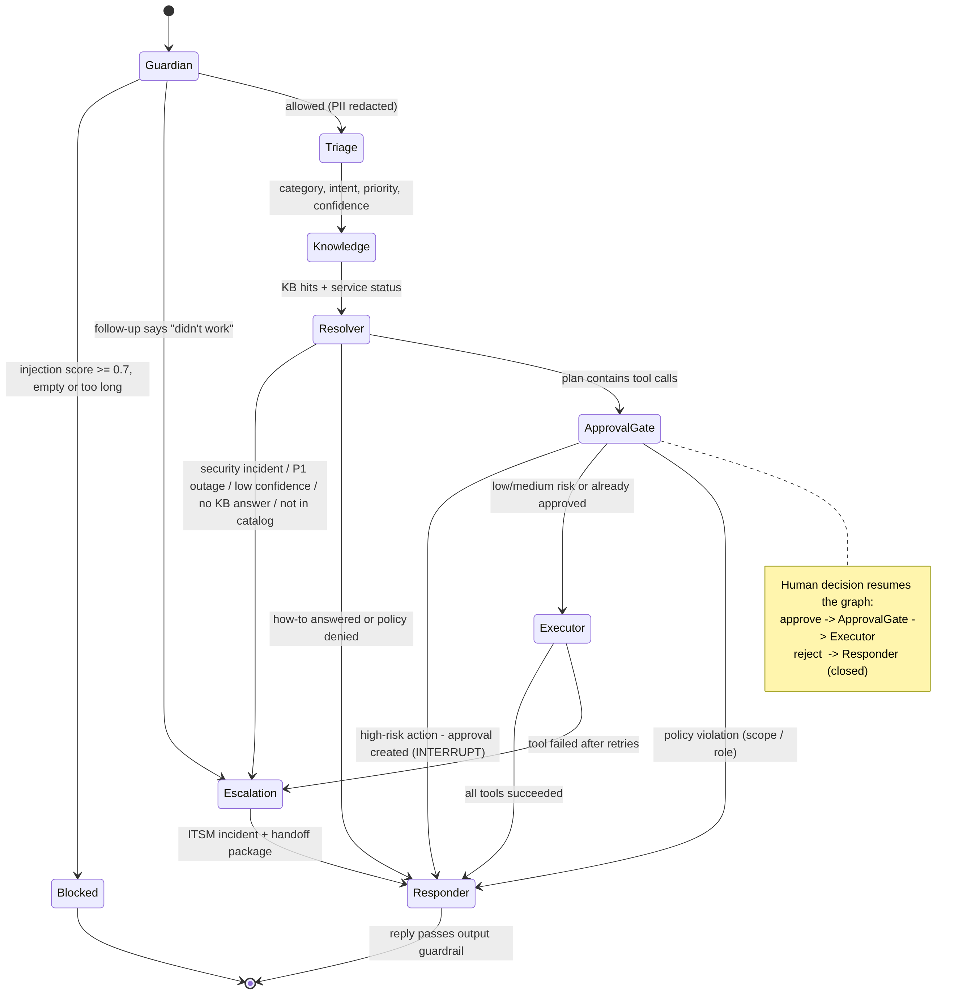 Guardian
allowed (PII redacted)
Triage
category, intent, priority,
confidence
Knowledge
KB hits + service status
Resolver
follow-up says "didn't work"
injection score >= 0.7,
empty or too long
plan contains tool calls
ApprovalGate
security incident / P1
outage / low confidence /
no KB answer / not in
catalog
low/medium risk or already
approved
Human decision resumes
the graph:
approve -> ApprovalGate -
> Executor
reject  -> Responder
(closed)
how-to answered or policy
denied
Executor
high-risk action - approval
created (INTERRUPT)
tool failed after retries
policy violation (scope /
role)
Escalation
all tools succeeded
ITSM incident + handoff
package
Blocked
Responder
reply passes output
guardrail